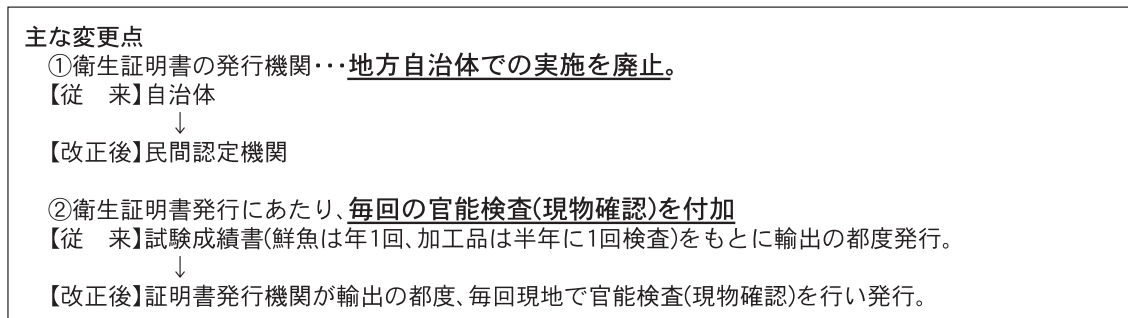 主な変更点
①衛生証明書の発行機関・・・地方自治体での実施を廃止。
【従　来】自治体
↓
【改正後】民間認定機関
②衛生証明書発行にあたり、毎回の官能検査(現物確認)を付加
【従　来】試験成績書(鮮魚は年1回、加工品は半年に1回検査)をもとに輸出の都度発行。
↓
【改正後】証明書発行機関が輸出の都度、毎回現地で官能検査(現物確認)を行い発行。